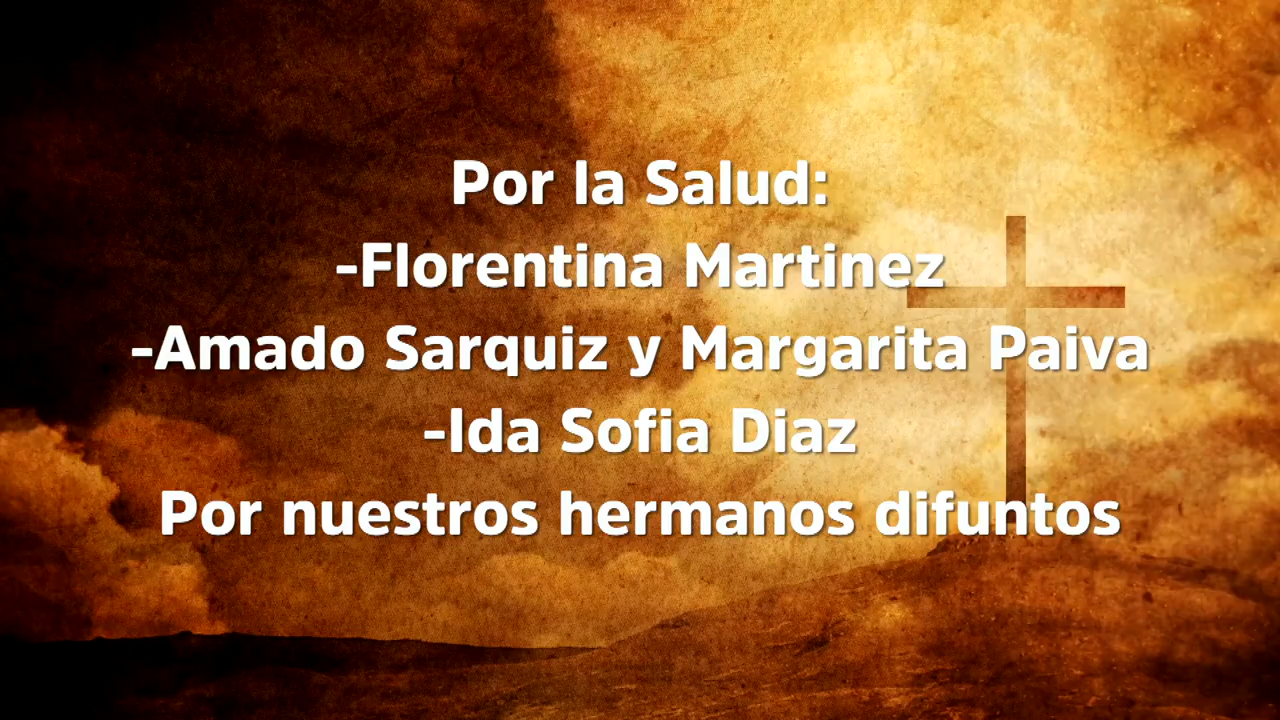 Por la Salud:
-Florentina Martinez
-Amado Sarquiz y Margarita Paiva
-Ida Sofia Diaz
Por nuestros hermanos difuntos